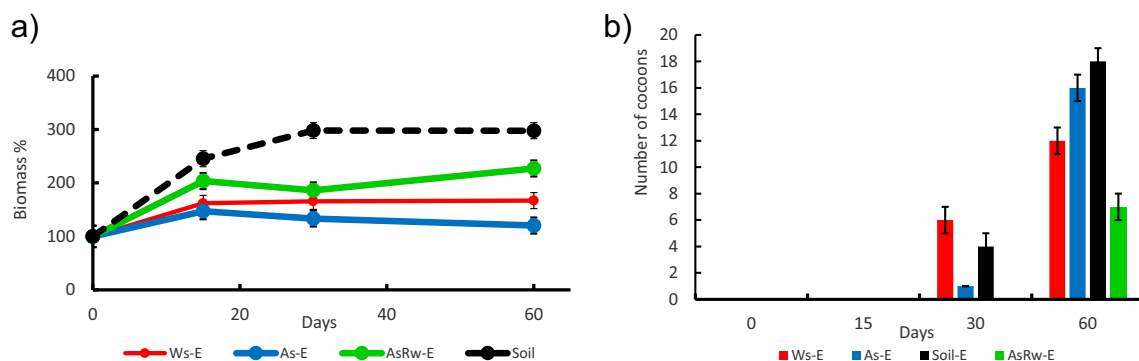 a)
400
300
200
100
0
Biomass %
0 20 40 60
Days
Ws-E As-E AsRw-E Soil
b)
20
18
16
14
12
10
8
6
4
2
0
Number of cocoons
0 15 30 60
Days
Ws-E As-E Soil-E AsRw-E